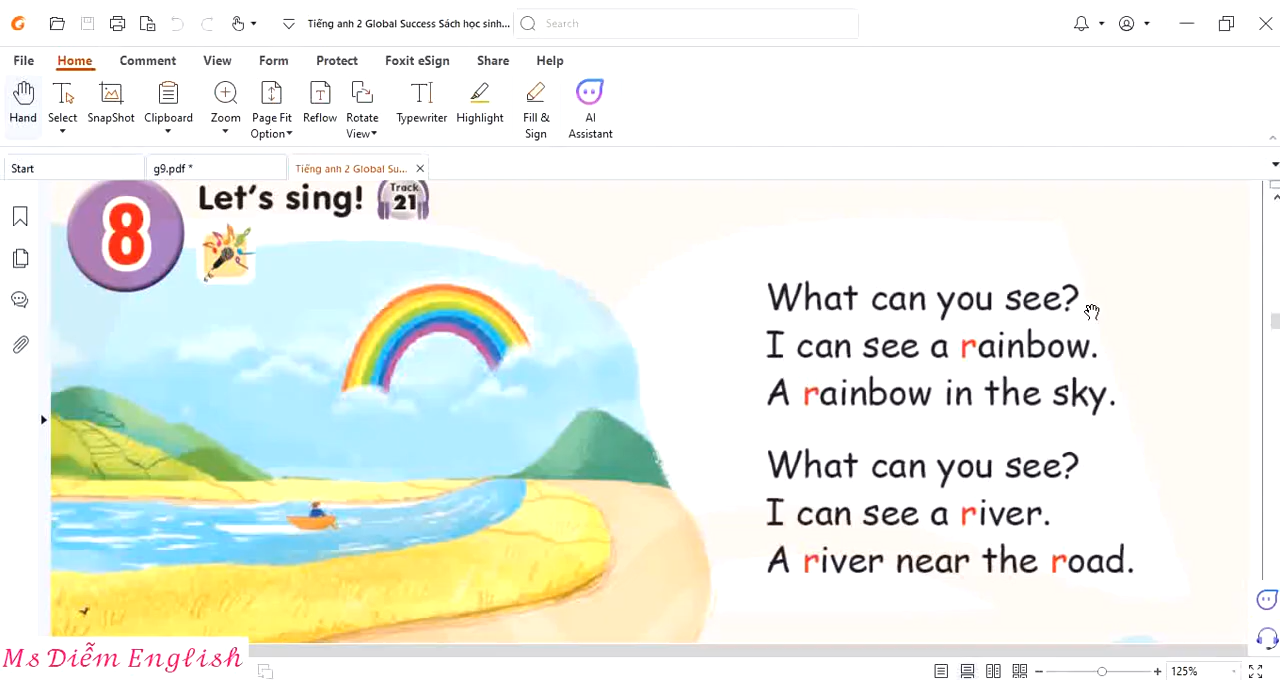 Tiếng anh 2 Global Success Sách học sinh...
Search
File Home Comment View Form Protect Foxit eSign Share Help
Hand Select SnapShot Clipboard Zoom Page Fit Option Reflow Rotate View Typewriter Highlight Fill & Sign AI Assistant
Start g9.pdf * Tiếng anh 2 Global Su...
8 Let's sing! Track 21
What can you see?
I can see a rainbow.
A rainbow in the sky.
What can you see?
I can see a river.
A river near the road.
Ms Diễm English
125%